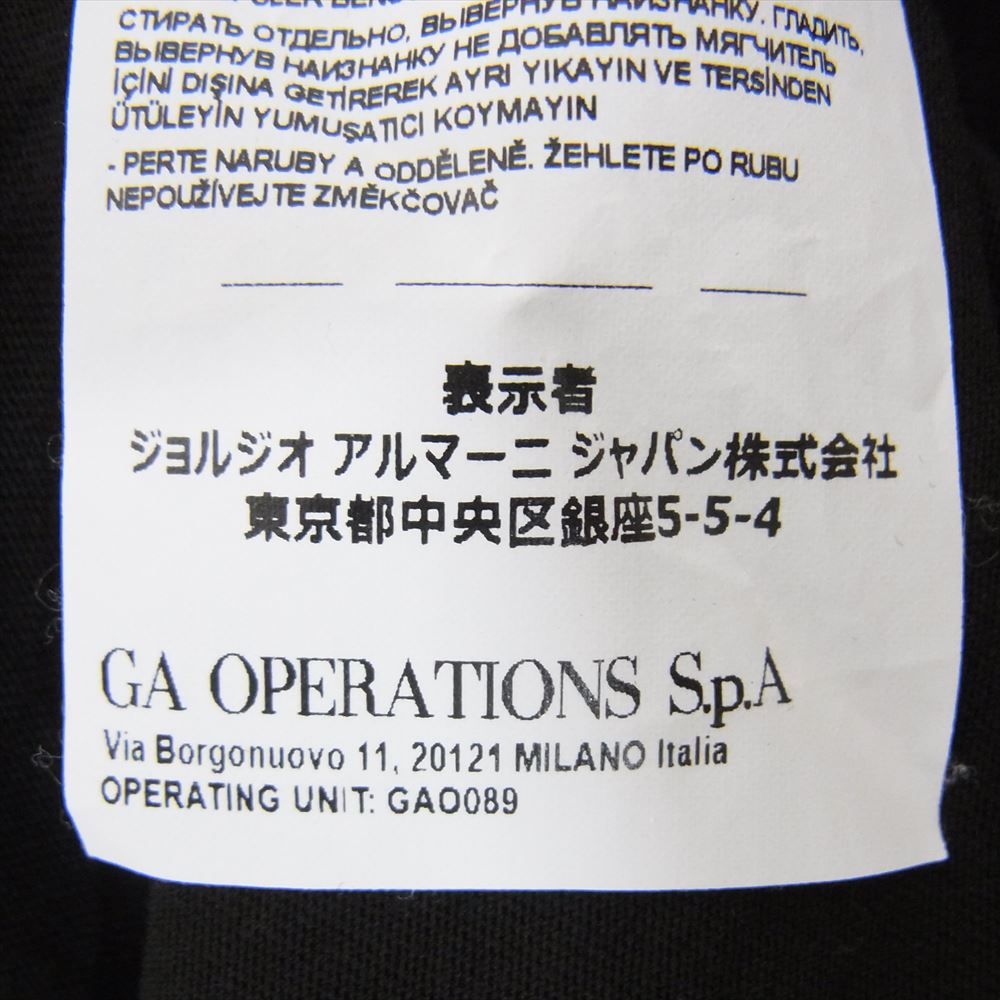 СТИРАТЬ ОТДЕЛЬНО, ВЫВЕРНУВ НАИЗНАНКУ. ГЛАДИТЬ,
ВЫВЕРНУВ НАИЗНАНКУ НЕ ДОБАВЛЯТЬ МЯГЧИТЕЛЬ
İÇİNİ DIŞINA GETİREREK AYRI YIKAYIN VE TERSİNDEN
ÜTÜLEYİN YUMUŞATICI KOYMAYIN
- PERTE NARUBY A ODDĚLENĚ. ŽEHLETE PO RUBU
NEPOUŽÍVEJTE ZMĚKČOVAČ
表示者
ジョルジオ アルマーニ ジャパン株式会社
東京都中央区銀座5-5-4
GA OPERATIONS S.p.A
Via Borgonuovo 11, 20121 MILANO Italia
OPERATING UNIT: GAO089